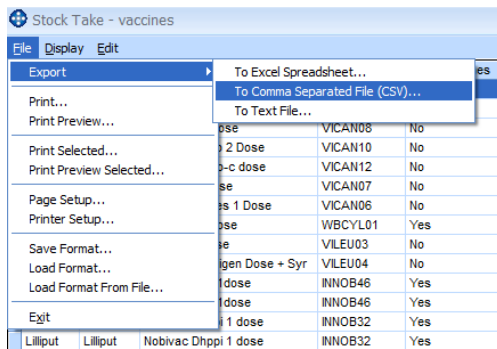 Stock Take - vaccines
File Display Edit
Export
To Excel Spreadsheet...
es
To Comma Separated File (CSV)...
Print...
To Text File...
Print Preview...
ose VICAN08 No
Print Selected...
2 Dose VICAN10 No
Print Preview Selected...
o-c dose VICAN12 No
se VICAN07 No
Page Setup...
es 1 Dose VICAN06 No
Printer Setup...
ose WBCYL01 Yes
Save Format...
se VILEU03 No
Load Format...
igen Dose + Syr VILEU04 No
Load Format From File...
1dose INNOB46 Yes
1dose INNOB46 Yes
Exit
i 1 dose INNOB32 Yes
Lilliput Lilliput Nobivac Dhppi 1 dose INNOB32 Yes